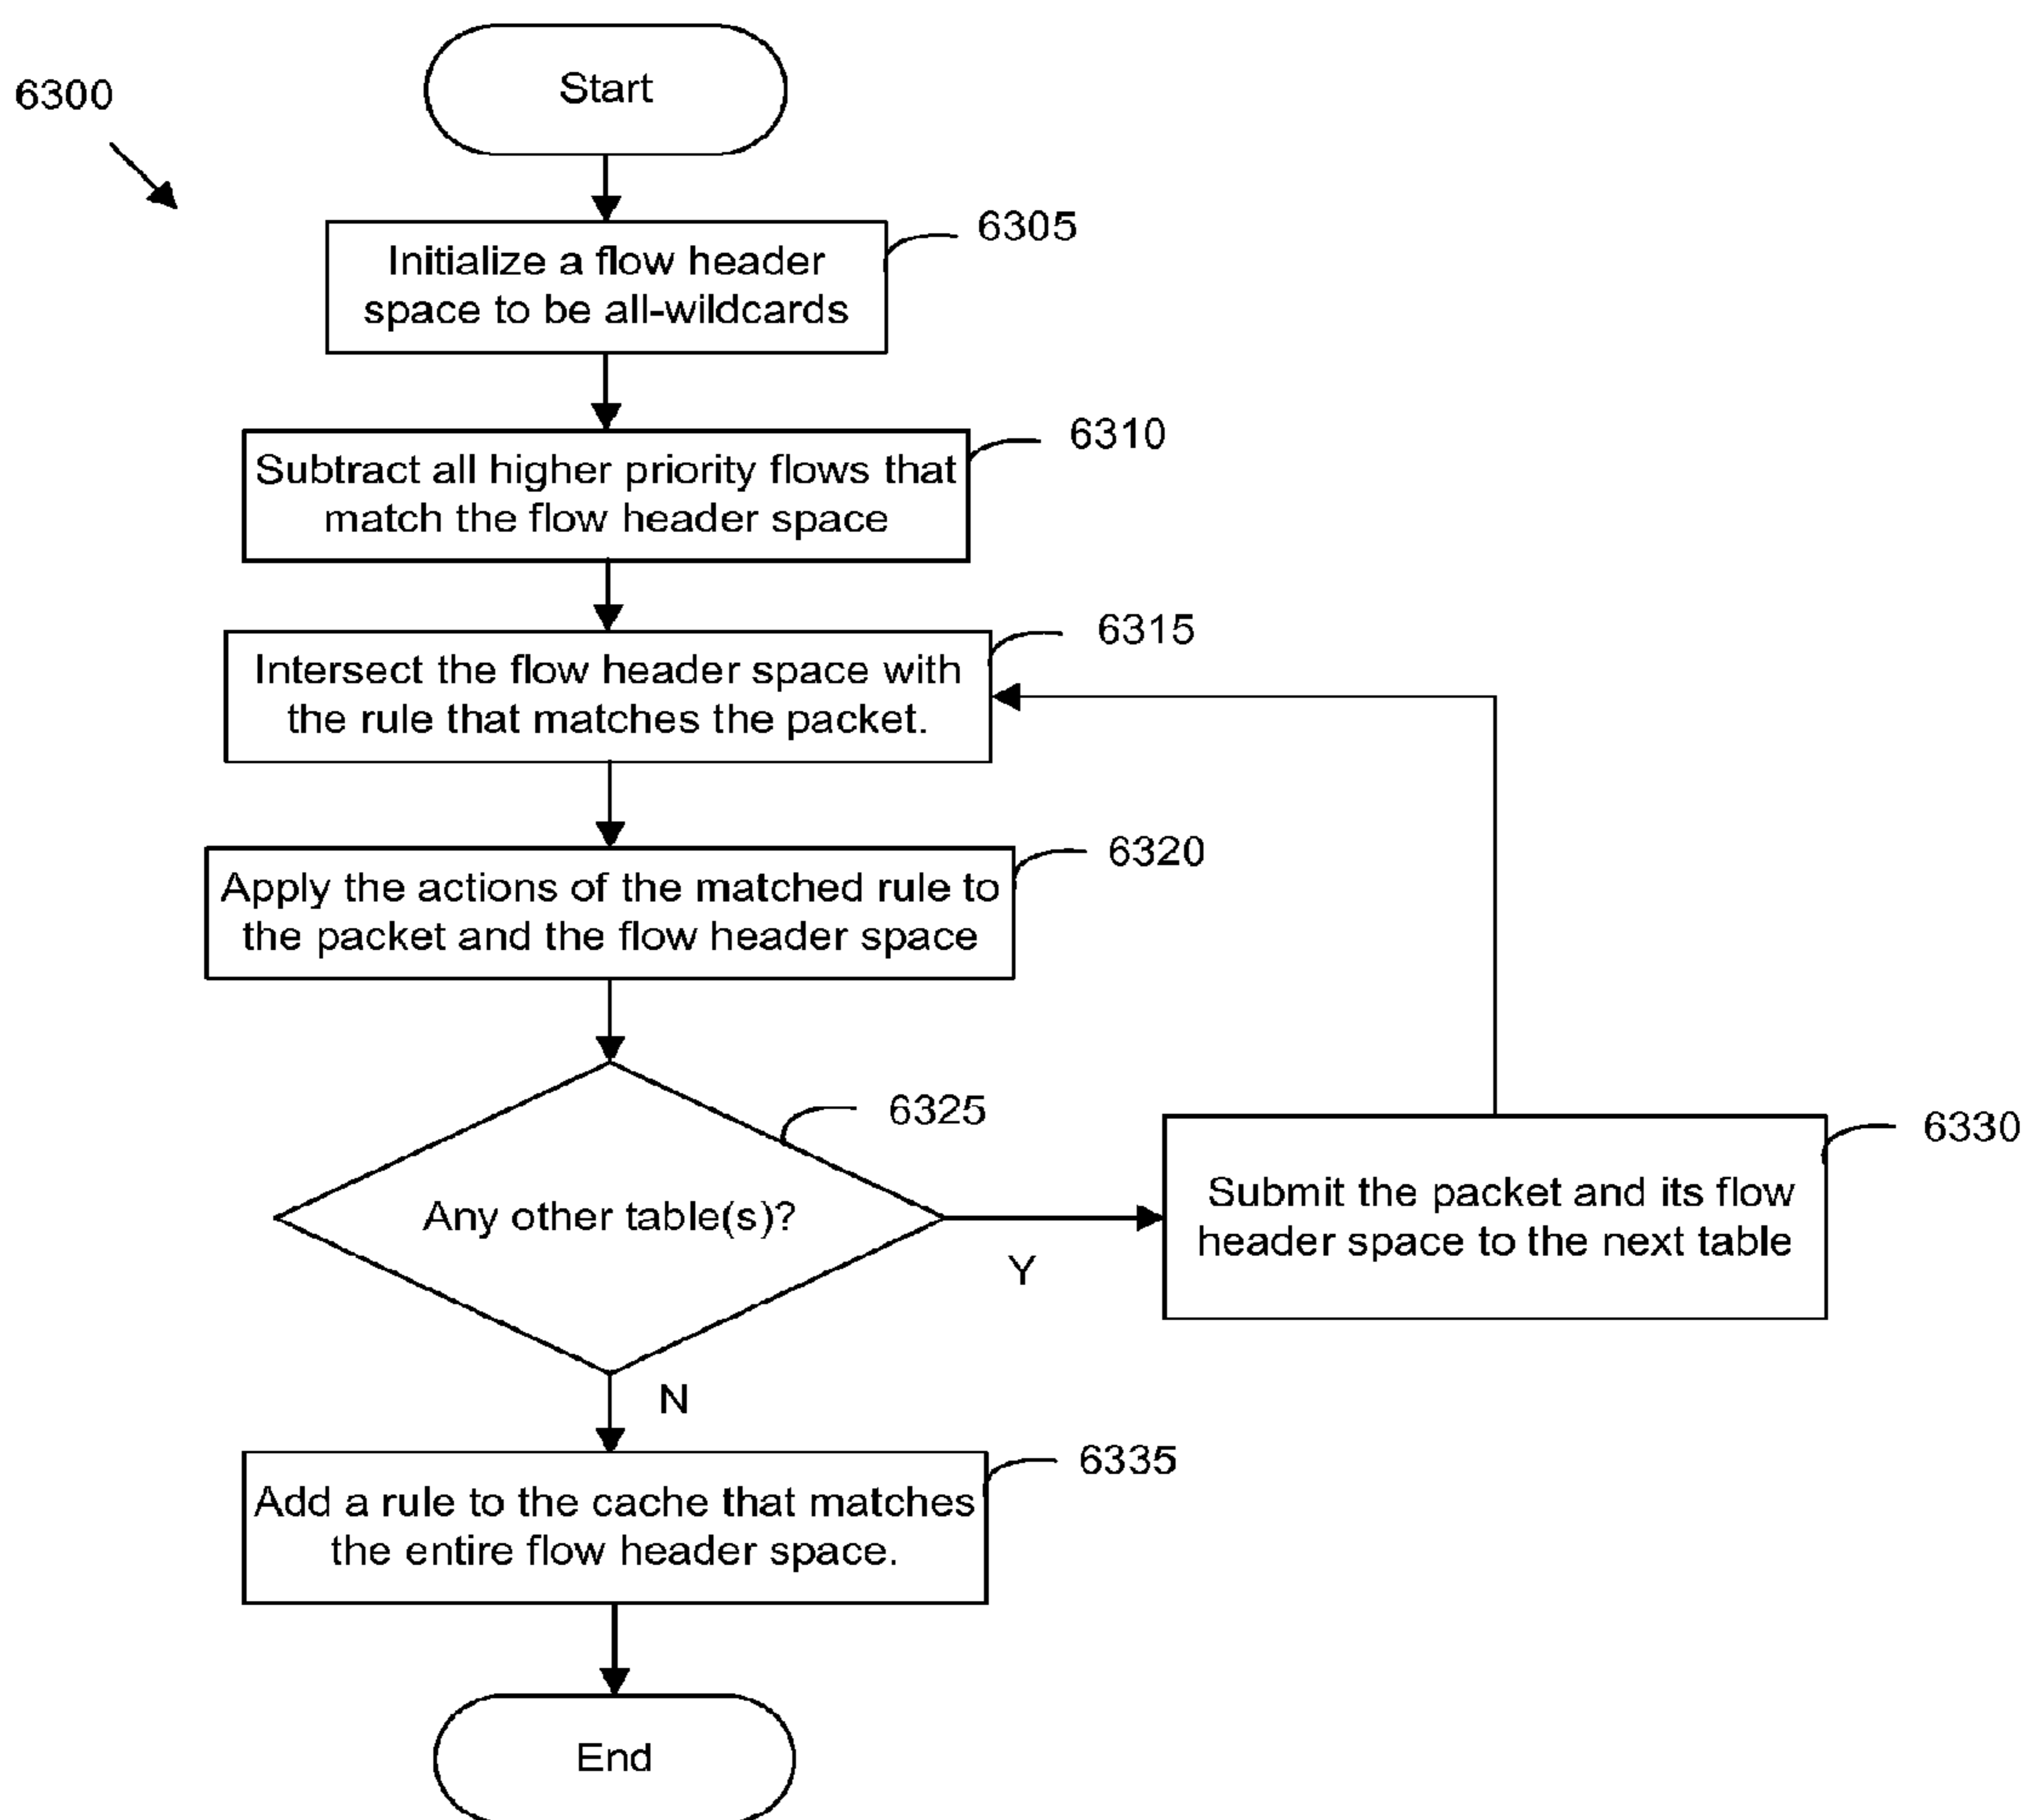 6300
Start
6305
Initialize a flow header
space to be all-wildcards
6310
Subtract all higher priority flows that
match the flow header space
6315
Intersect the flow header space with
the rule that matches the packet.
6320
Apply the actions of the matched rule to
the packet and the flow header space
6325
Any other table(s)?
Y
6330
Submit the packet and its flow
header space to the next table
N
6335
Add a rule to the cache that matches
the entire flow header space.
End